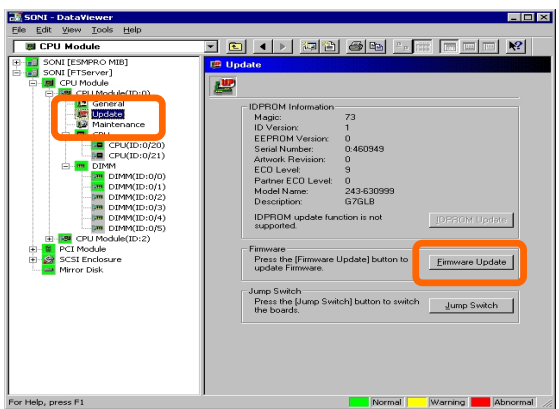 SONI - DataViewer
File Edit View Tools Help
CPU Module
SONI [ESMPRO MIB]
SONI [FTServer]
CPU Module
CPU Module(ID:0)
General
Update
Maintenance
CPU
CPU(ID:0/20)
CPU(ID:0/21)
DIMM
DIMM(ID:0/0)
DIMM(ID:0/1)
DIMM(ID:0/2)
DIMM(ID:0/3)
DIMM(ID:0/4)
DIMM(ID:0/5)
CPU Module(ID:2)
PCI Module
SCSI Enclosure
Mirror Disk
Update
IDPROM Information
Magic: 73
ID Version: 1
EEPROM Version: 0
Serial Number: 0:460949
Artwork Revision: 0
ECO Level: 9
Partner ECO Level: 0
Model Name: 243-630999
Description: G7GLB
IDPROM update function is not
supported.
IDPROM Update
Firmware
Press the [Firmware
Update] button to
update Firmware.
Firmware Update
Jump Switch
Press the [Jump Switch] button to switch
the boards.
Jump Switch
For Help, press F1
Normal Warning Abnormal